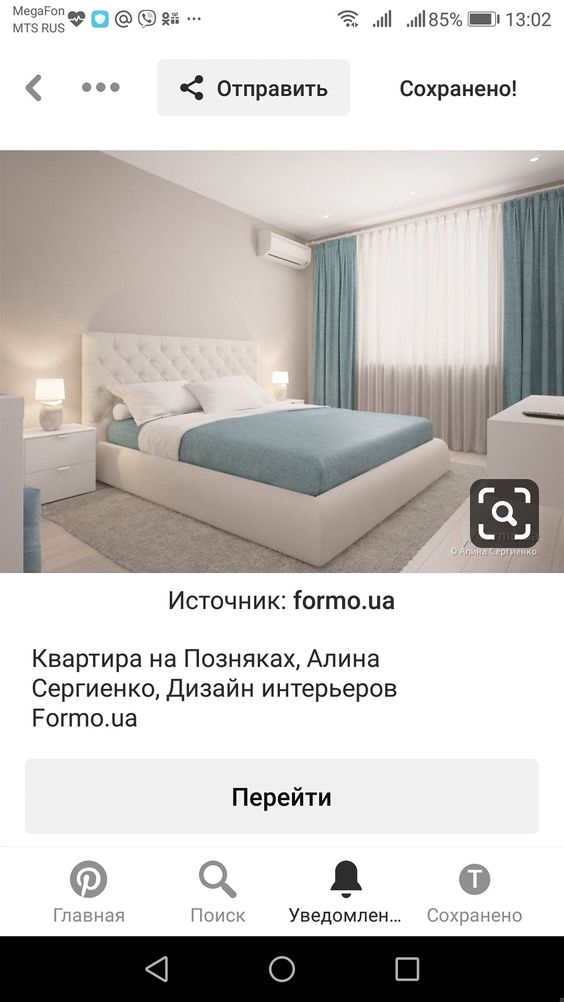 MegaFon
MTS RUS
85%
13:02
Отправить
Сохранено!
© Алина Сергиенко
Источник: formo.ua
Квартира на Позняках, Алина
Сергиенко, Дизайн интерьеров
Formo.ua
Перейти
Главная
Поиск
Уведомлен...
T
Сохранено